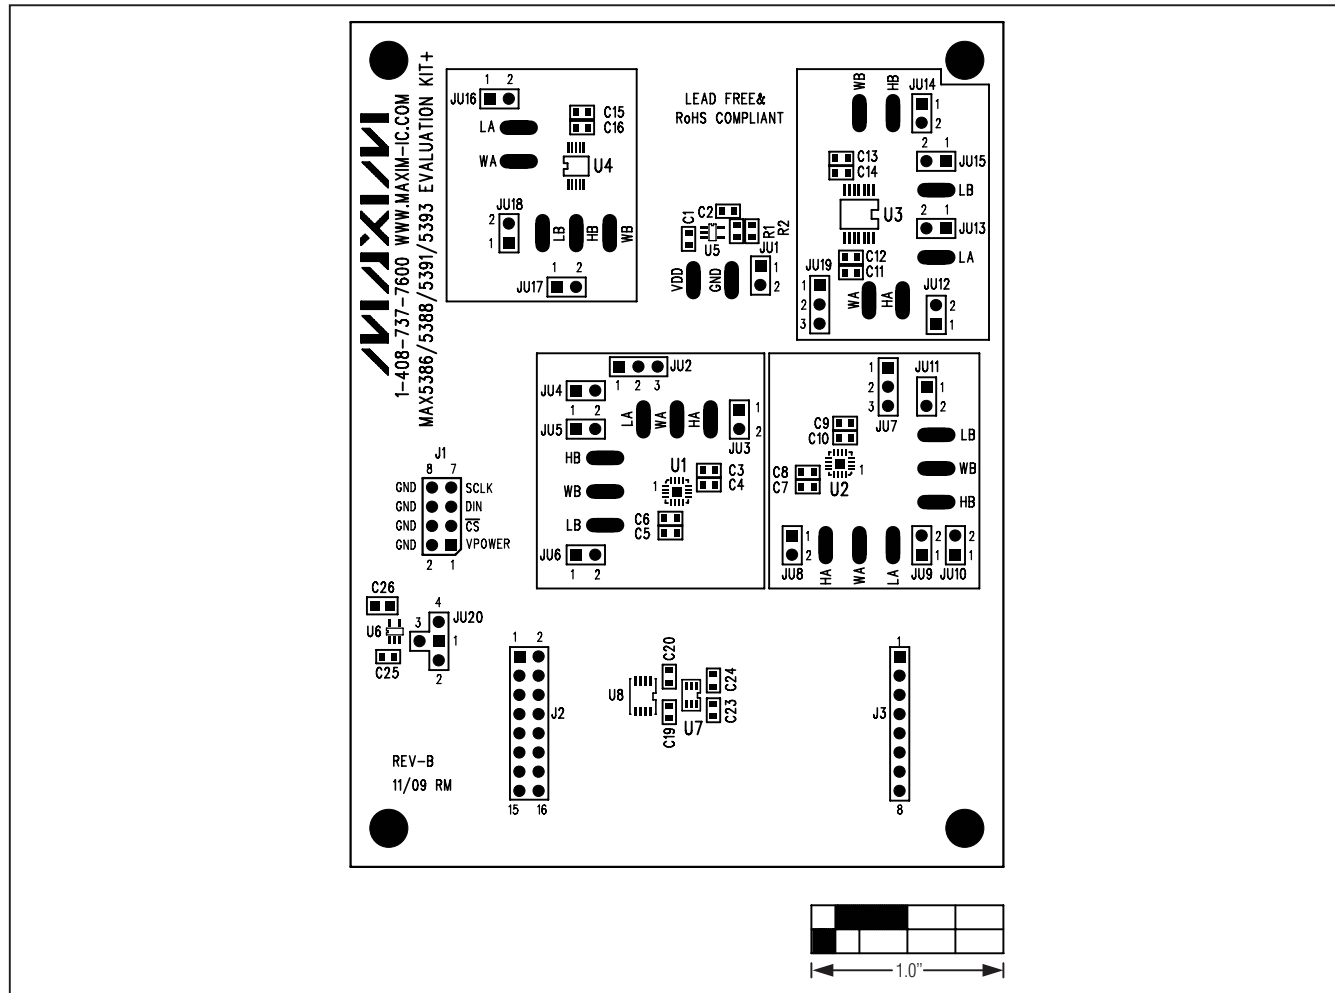 MAXIM
1-408-737-7600 WWW.MAXIM-IC.COM
MAX5386/5388/5391/5393 EVALUATION KIT+
1 2
JU16
LA
WA
C15
C16
U4
JU18
2
1
LB
HB
WB
1 2
JU17
LEAD FREE&
RoHS COMPLIANT
C1
C2
U5
R1
R2
VDD
GND
JU1
1
2
WB
HB
JU14
1
2
C13
C14
2 1
JU15
LB
U3
2 1
JU13
LA
C12
C11
JU19
1
2
3
WA
HA
JU12
2
1
JU2
1 2 3
JU4
1 2
JU5
LA
WA
HA
1
2
JU3
HB
WB
LB
U1
1
C3
C4
C6
C5
JU6
1 2
1
2
3
JU7
JU11
1
2
C9
C10
C8
C7
1
U2
LB
WB
HB
1
2
JU8
HA
WA
LA
2
1
JU9
2
1
JU10
J1
8 7
GND SCLK
GND DIN
GND CS
GND VPOWER
2 1
C26
U6
C25
4
3
JU20
1
2
1 2
J2
15 16
U8
C20
C19
U7
C24
C23
1
J3
8
REV-B
11/09 RM
1.0"